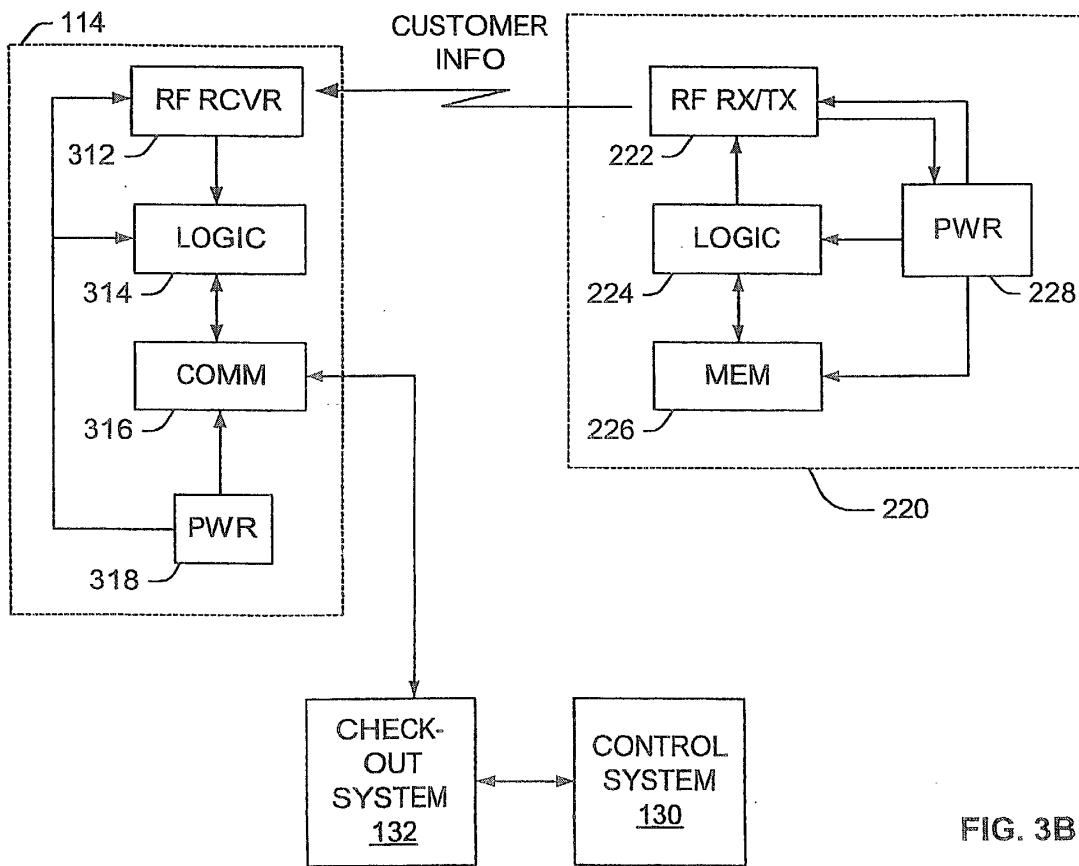 114
CUSTOMER
INFO
RF RCVR
312
LOGIC
314
COMM
316
PWR
318
RF RX/TX
222
LOGIC
224
PWR
228
MEM
226
220
CHECK-
OUT
SYSTEM
132
CONTROL
SYSTEM
130
FIG. 3B